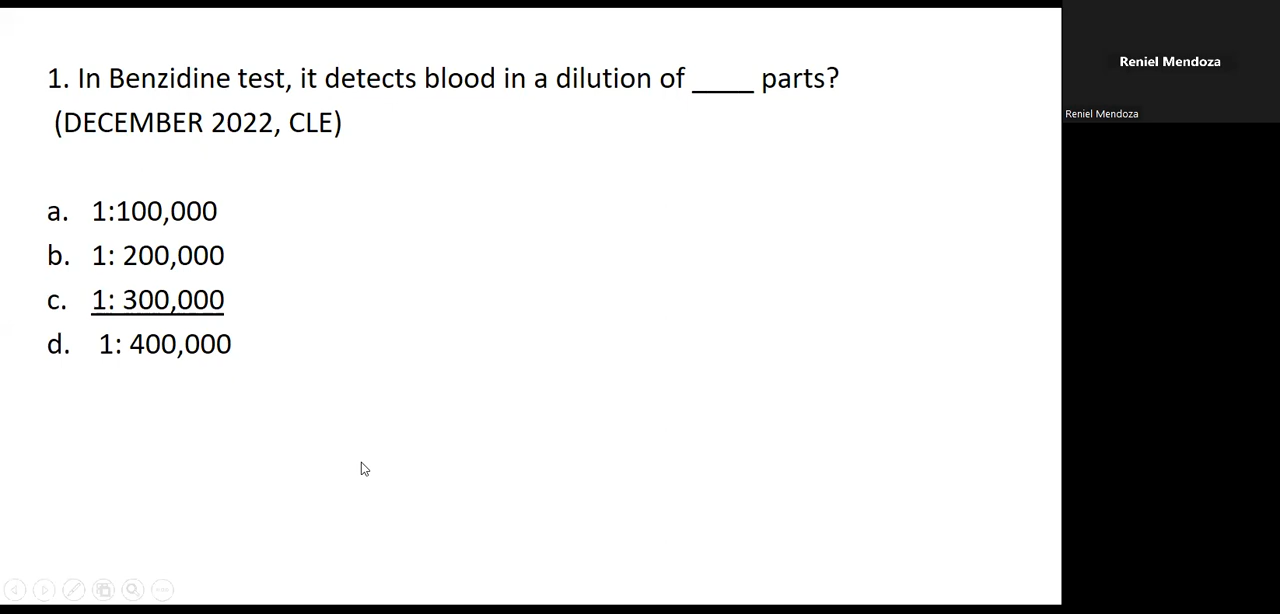 1. In Benzidine test, it detects blood in a dilution of ____ parts?
(DECEMBER 2022, CLE)
a. 1:100,000
b. 1: 200,000
c. 1: 300,000
d. 1: 400,000
Reniel Mendoza
Reniel Mendoza